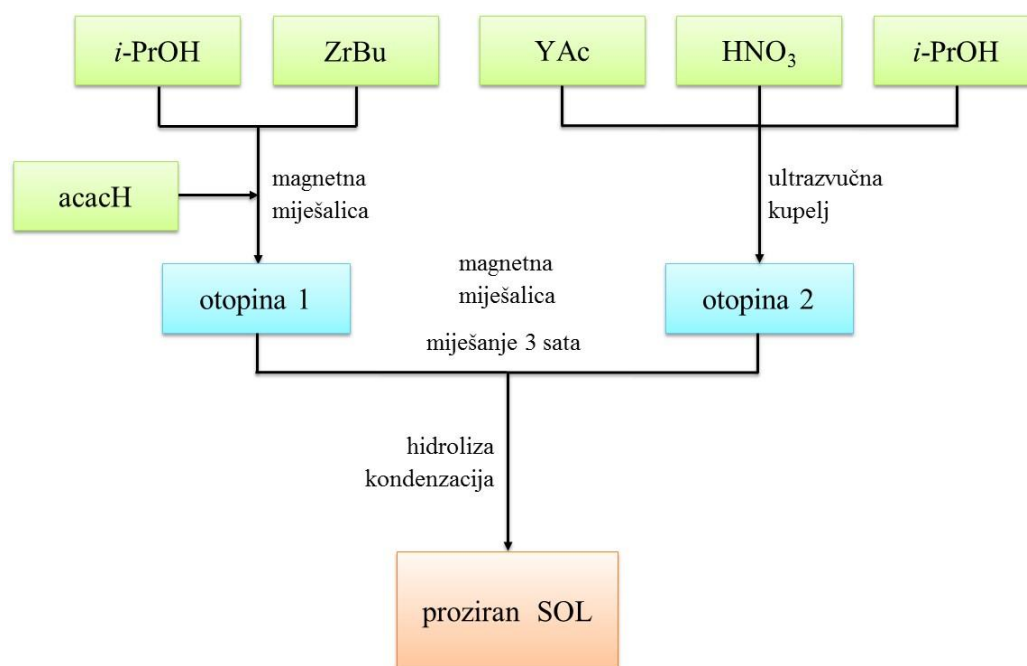 i-PrOH
ZrBu
YAc
HNO₃
i-PrOH
acacH
magnetna
miješalica
ultrazvučna
kupelj
otopina 1
magnetna
miješalica
otopina 2
miješanje 3 sata
hidroliza
kondenzacija
proziran SOL